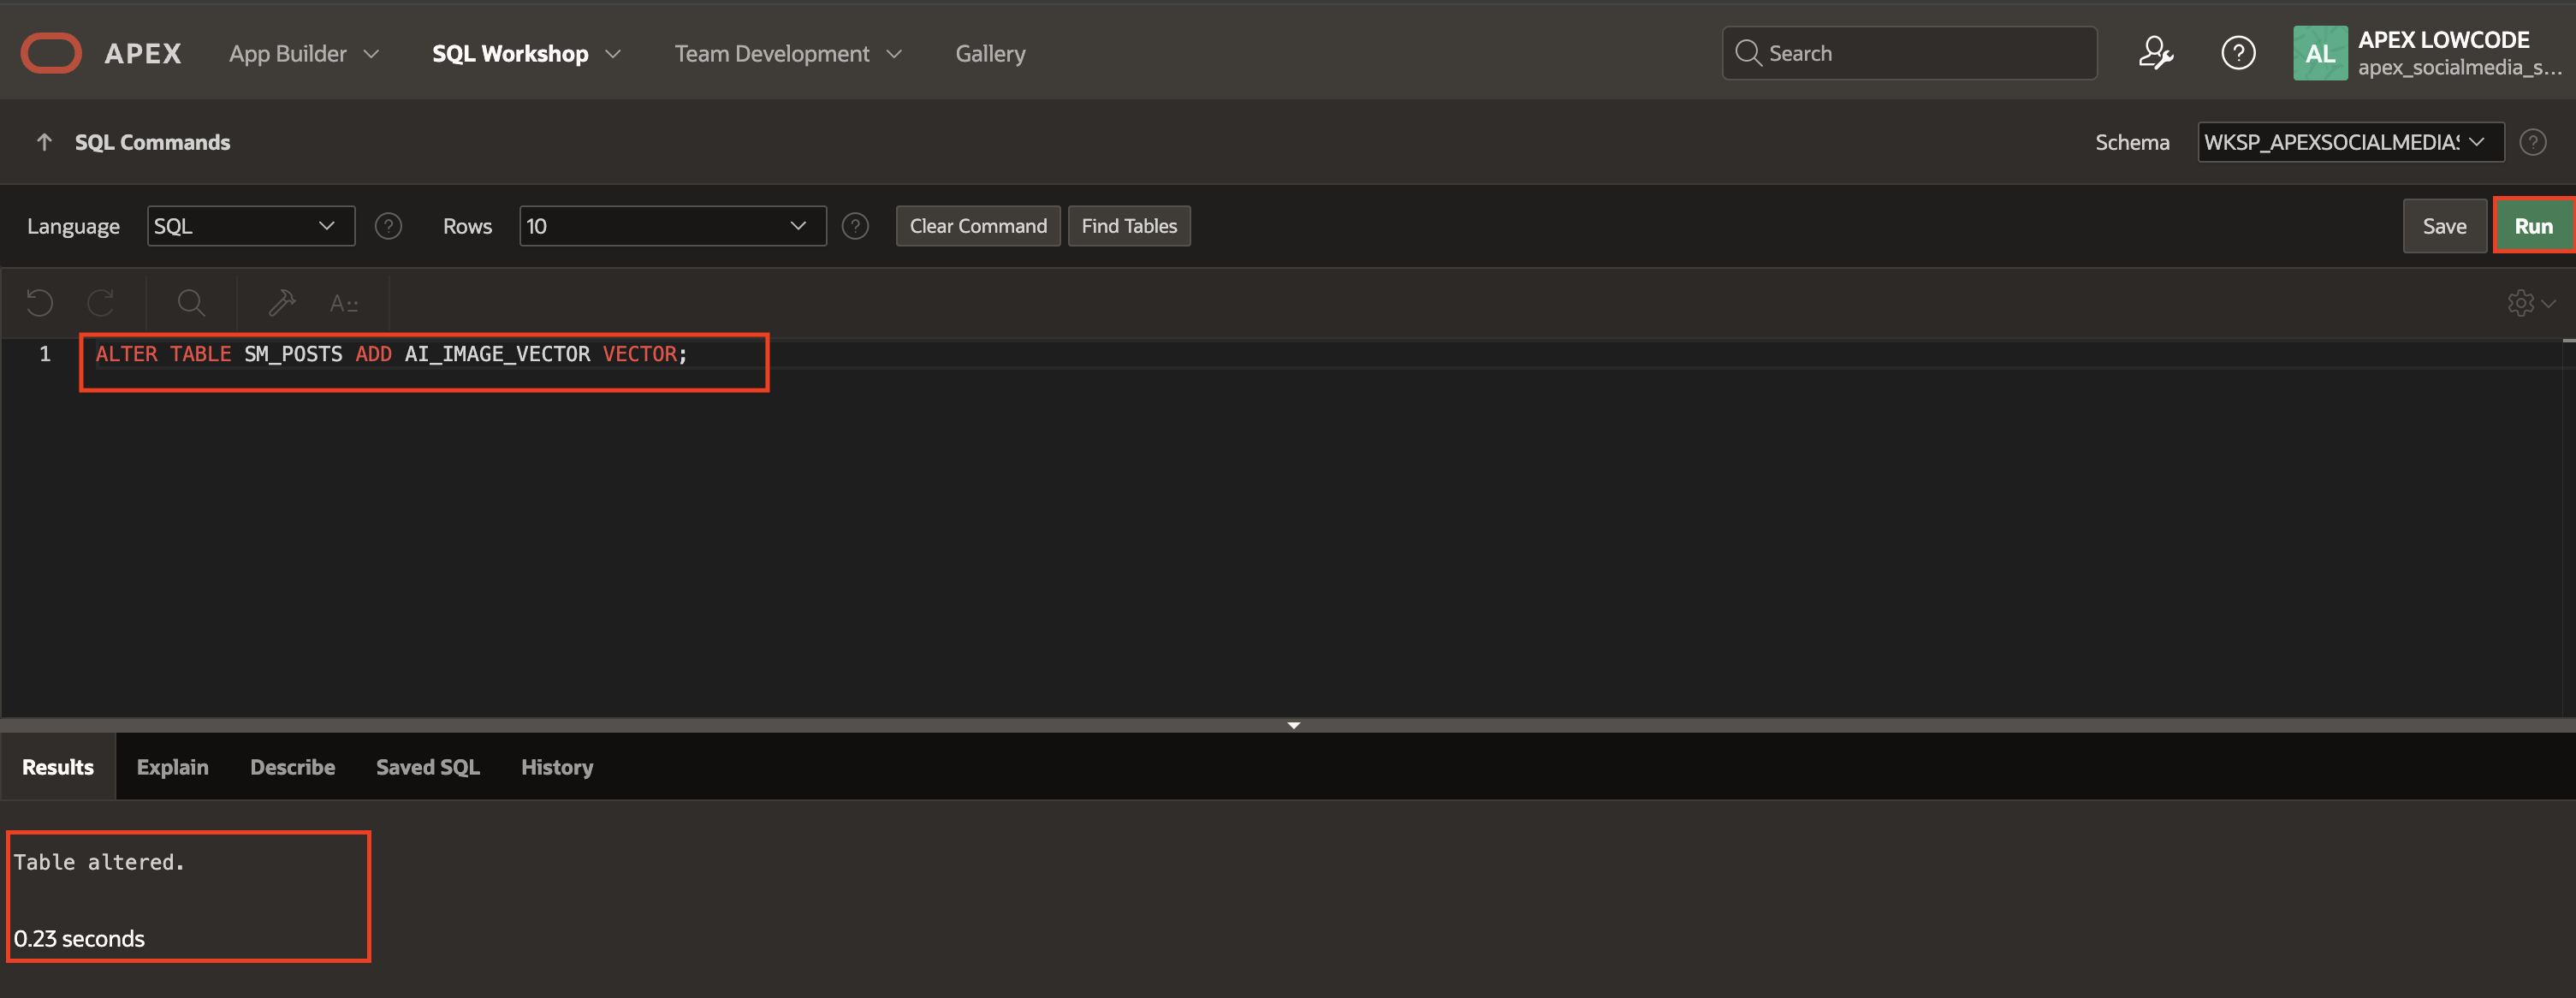 APEX App Builder SQL Workshop Team Development Gallery Search AL APEX LOWCODE
apex_socialmedia_s...
SQL Commands Schema WKSP_APEXSOCIALMEDIAS
Language SQL Rows 10 Clear Command Find Tables Save Run
A::
1 ALTER TABLE SM_POSTS ADD AI_IMAGE_VECTOR VECTOR;
Results Explain Describe Saved SQL History
Table altered.
0.23 seconds